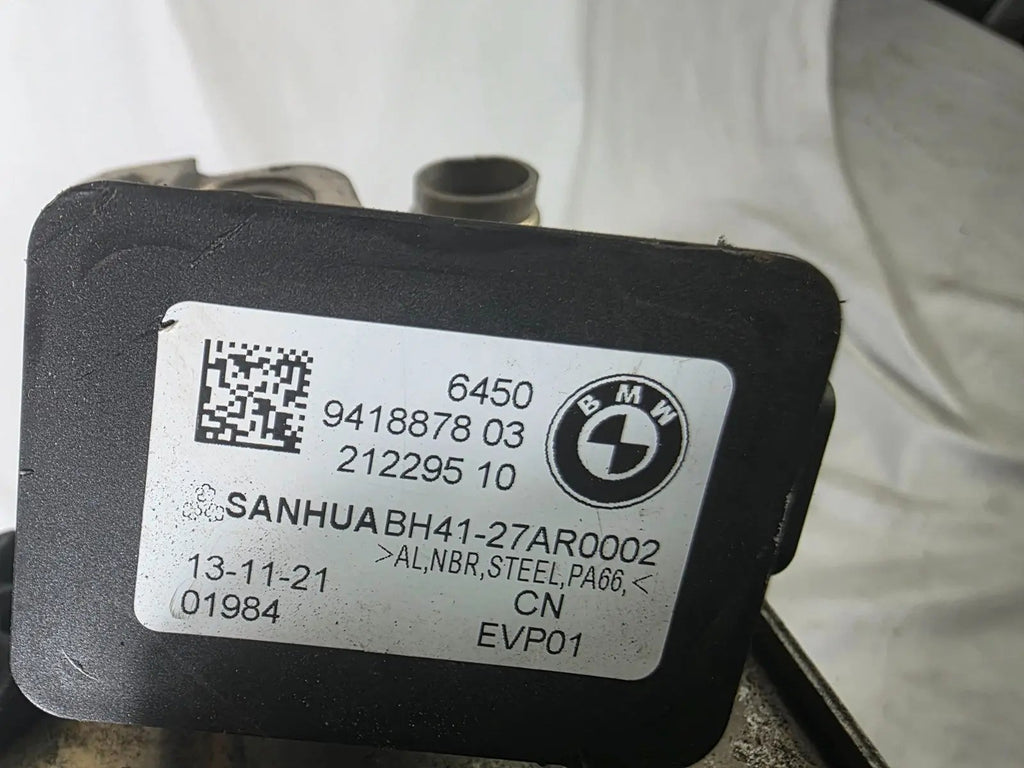 6450
9418878 03
212295 10
BMW
SANHUA BH41-27AR0002
>AL,NBR,STEEL,PA66,<
13-11-21
CN
01984
EVP01